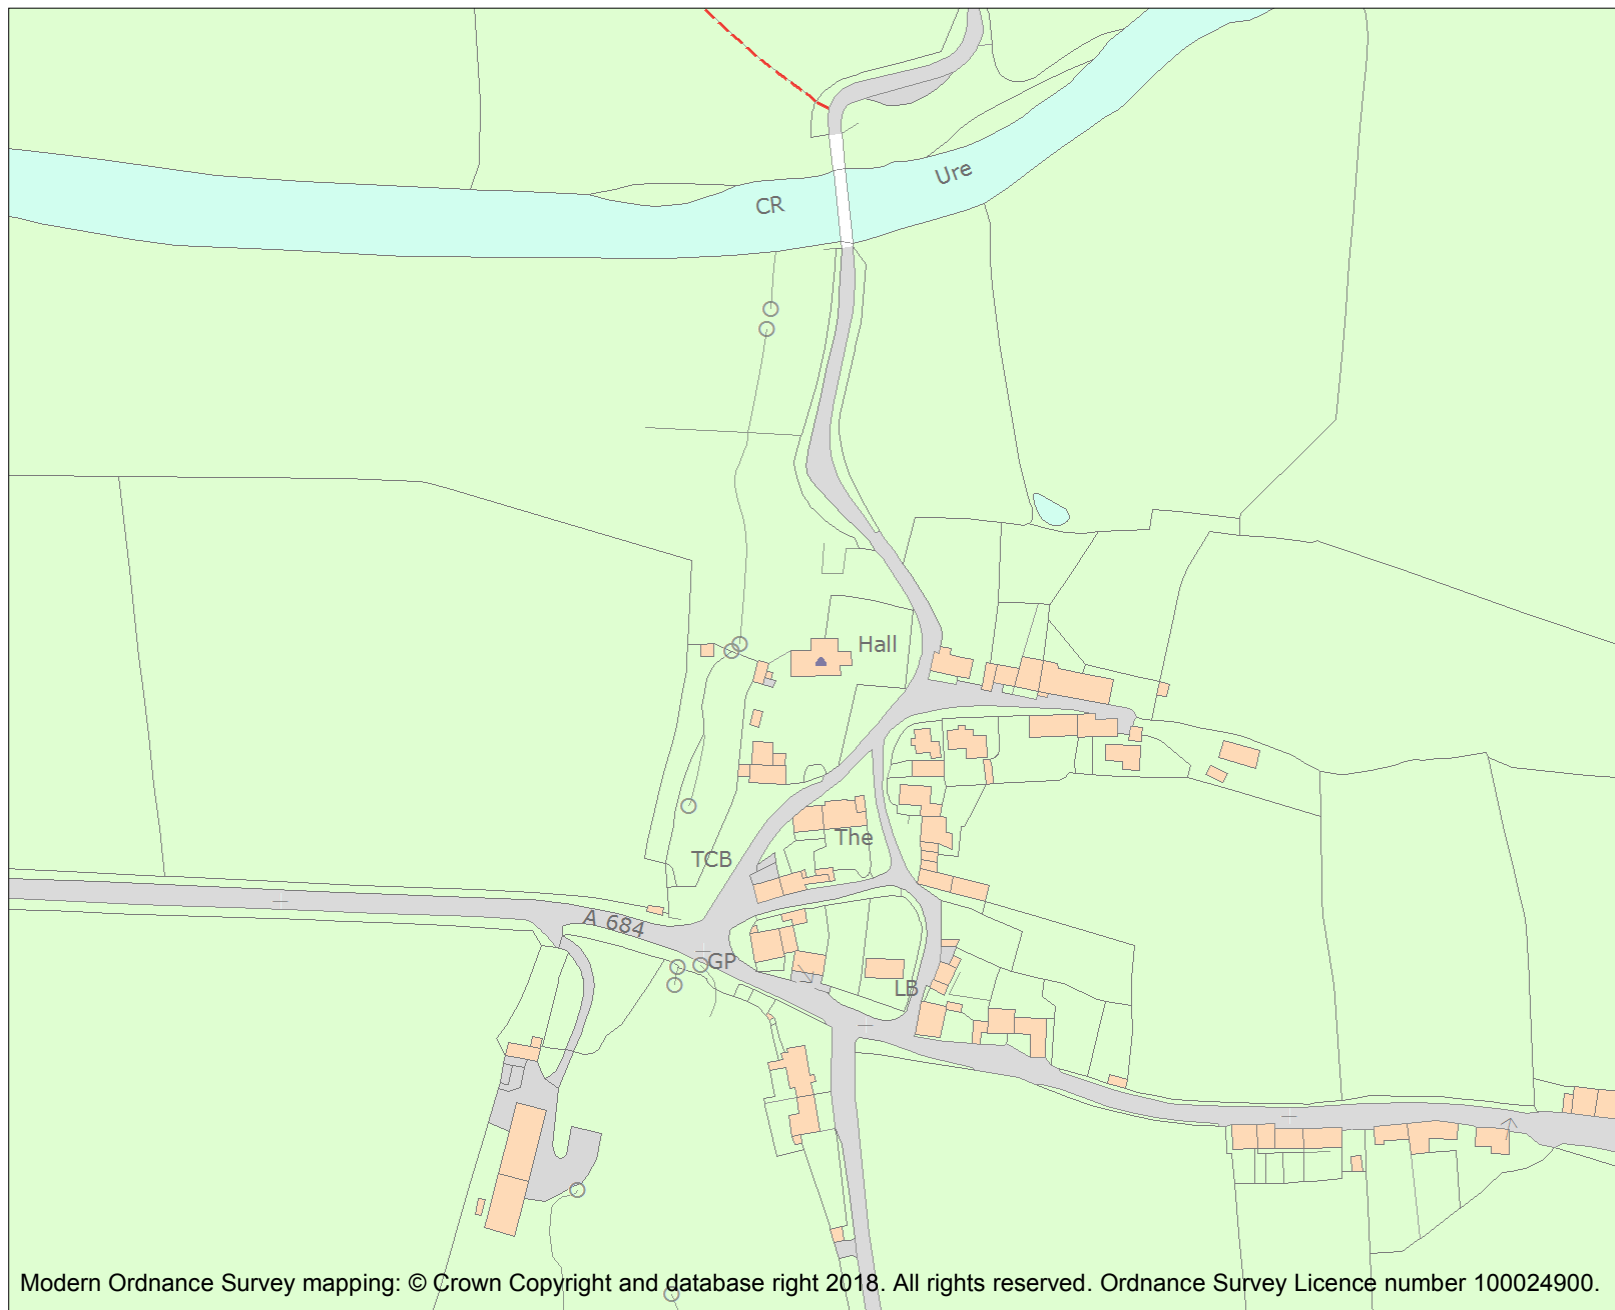 Ure
CR
Hall
The
TCB
A 684
GP
LB
Modern Ordnance Survey mapping: © Crown Copyright and database right 2018. All rights reserved. Ordnance Survey Licence number 100024900.